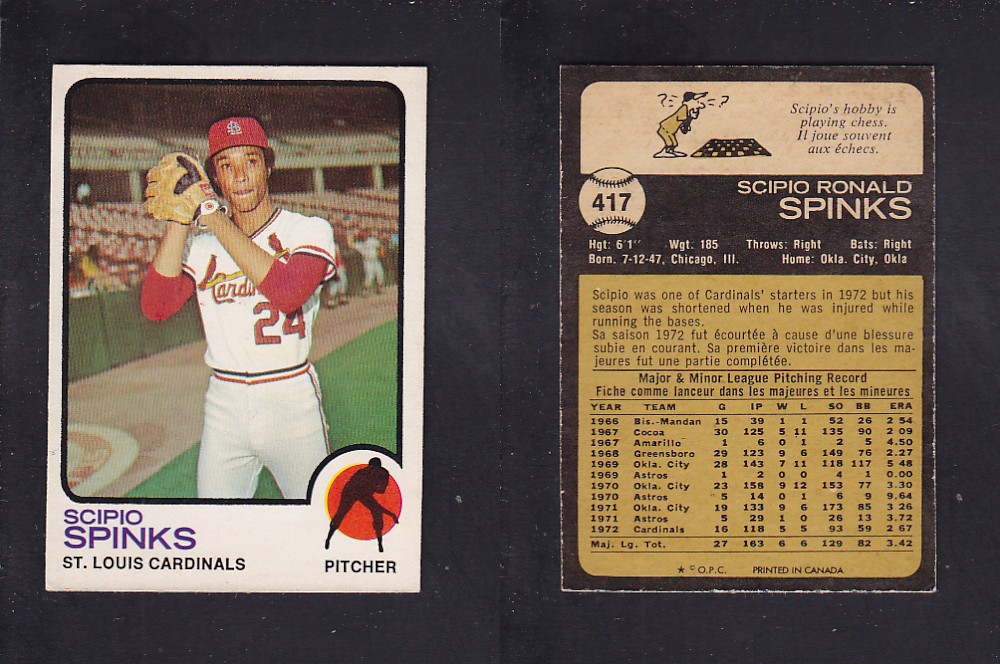 Cardin
24
SCIPIO
SPINKS
ST. LOUIS CARDINALS
PITCHER
? ?
Scipio's hobby is
playing chess.
Il joue souvent
aux échecs.
417
SCIPIO RONALD
SPINKS
Hgt: 6'1" Wgt. 185 Throws: Right Bats: Right
Born. 7-12-47, Chicago, Ill. Hume: Okla. City, Okla
Scipio was one of Cardinals' starters in 1972 but his
season was shortened when he was injured while
running the bases.
Sa saison 1972 fut écourtée à cause d'une blessure
subie en courant. Sa première victoire dans les ma-
jeures fut une partie complétée.
Major & Minor League Pitching Record
Fiche comme lanceur dans les majeures et les mineures
YEAR TEAM G IP W L SO BB ERA
1966 Bis.-Mandan 15 39 1 1 52 26 2 54
1967 Cocoa 30 125 5 11 135 90 2 09
1967 Amarillo 1 6 0 1 2 5 4.50
1968 Greensboro 29 123 9 6 149 76 2.27
1969 Okla. City 28 143 7 11 118 117 5 48
1969 Astros 1 2 0 0 4 1 0.00
1970 Okla. City 23 158 9 12 153 77 3.30
1970 Astros 5 14 0 1 6 9 9.64
1971 Okla. City 19 133 9 6 173 85 3 26
1971 Astros 5 29 1 0 26 13 3.72
1972 Cardinals 16 118 5 5 93 59 2 67
Maj. Lg. Tot. 27 163 6 6 129 82 3.42
★ © O.P.C. PRINTED IN CANADA